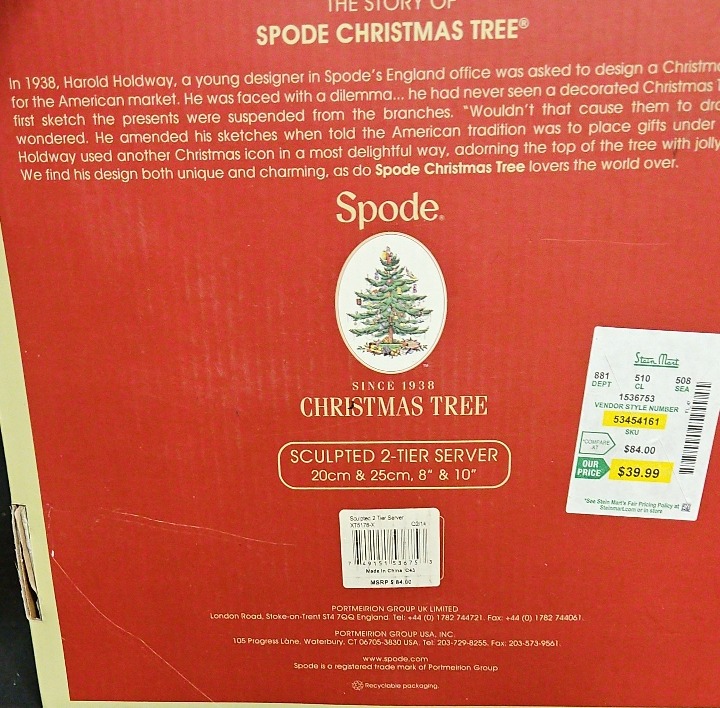 THE STORY OF
SPODE CHRISTMAS TREE®
In 1938, Harold Holdway, a young designer in Spode's England office was asked to design a
for the American market. He was faced with a dilemma... he had never seen a decorated Christmas
first sketch the presents were suspended from the branches. "Wouldn't that cause them to
wondered. He amended his sketches when told the American tradition was to place gifts under
Holdway used another Christmas icon in a most delightful way, adorning the top of the tree with jolly
We find his design both unique and charming, as do Spode Christmas Tree lovers the world over.
Spode®
SINCE 1938
CHRISTMAS TREE
SCULPTED 2-TIER SERVER
20cm & 25cm, 8" & 10"
Stein Mart
881 510 508
DEPT CL SEA
1536753
VENDOR STYLE NUMBER
53454161
SKU
"COMPARE AT $84.00
OUR PRICE $39.99
*See Stein Mart's Fair Pricing Policy at
Steinmart.com or in store
Sculpted 2 Tier Server
XT6176-X
7 49151 53675 3
Made in China
MSRP $ 84.00
PORTMEIRION GROUP UK LIMITED
London Road, Stoke-on-Trent ST4 7QQ England. Tel: +44 (0) 1782 744721. Fax: +44 (0) 1782 744061.
PORTMEIRION GROUP USA, INC.
105 Progress Lane, Waterbury, CT 06705-3830 USA. Tel: 203-729-8255. Fax: 203-573-9561.
www.spode.com
Spode is a registered trade mark of Portmeirion Group
Recyclable packaging.